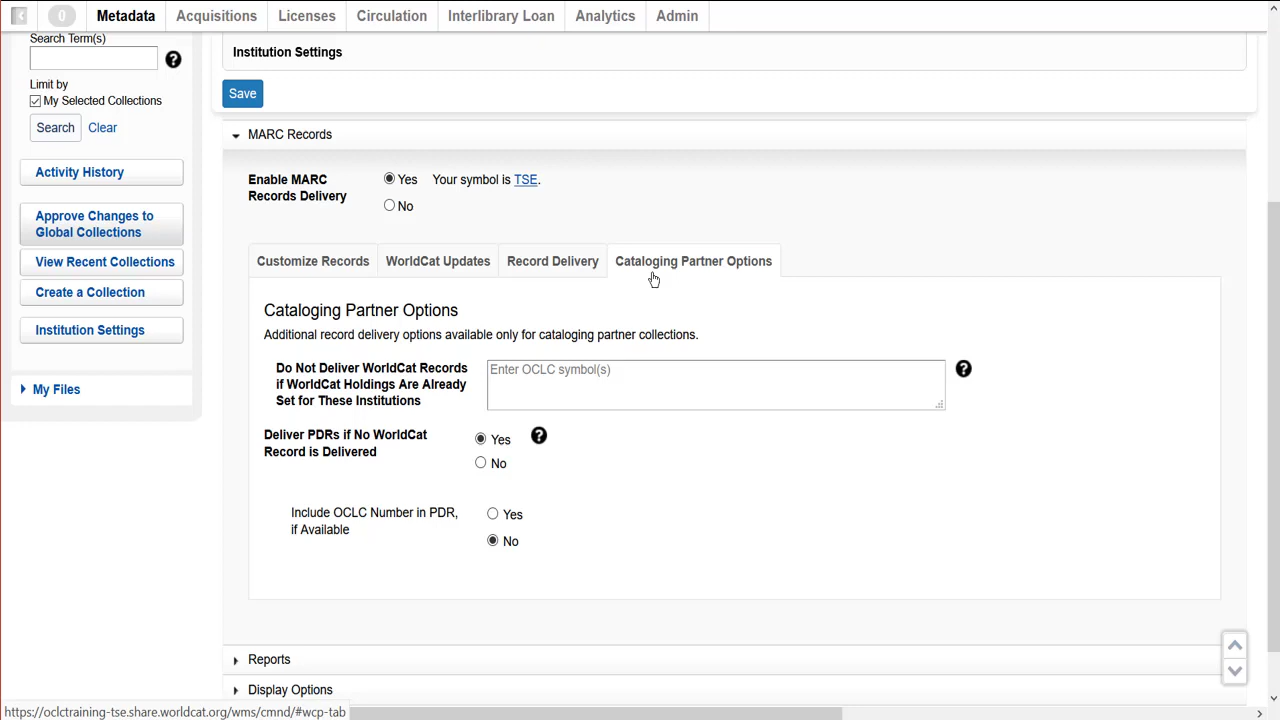 0
Metadata
Acquisitions
Licenses
Circulation
Interlibrary Loan
Analytics
Admin
Search Term(s)
?
Limit by
My Selected Collections
Search
Clear
Activity History
Approve Changes to
Global Collections
View Recent Collections
Create a Collection
Institution Settings
My Files
Institution Settings
Save
MARC Records
Enable MARC
Records Delivery
Yes
Your symbol is TSE.
No
Customize Records
WorldCat Updates
Record Delivery
Cataloging Partner Options
Cataloging Partner Options
Additional record delivery options available only for cataloging partner collections.
Do Not Deliver WorldCat Records
if WorldCat Holdings Are Already
Set for These Institutions
Enter OCLC symbol(s)
?
Deliver PDRs if No WorldCat
Record is Delivered
Yes
?
No
Include OCLC Number in PDR,
if Available
Yes
No
Reports
Display Options
https://oclctraining-tse.share.worldcat.org/wms/cmnd/#wcp-tab